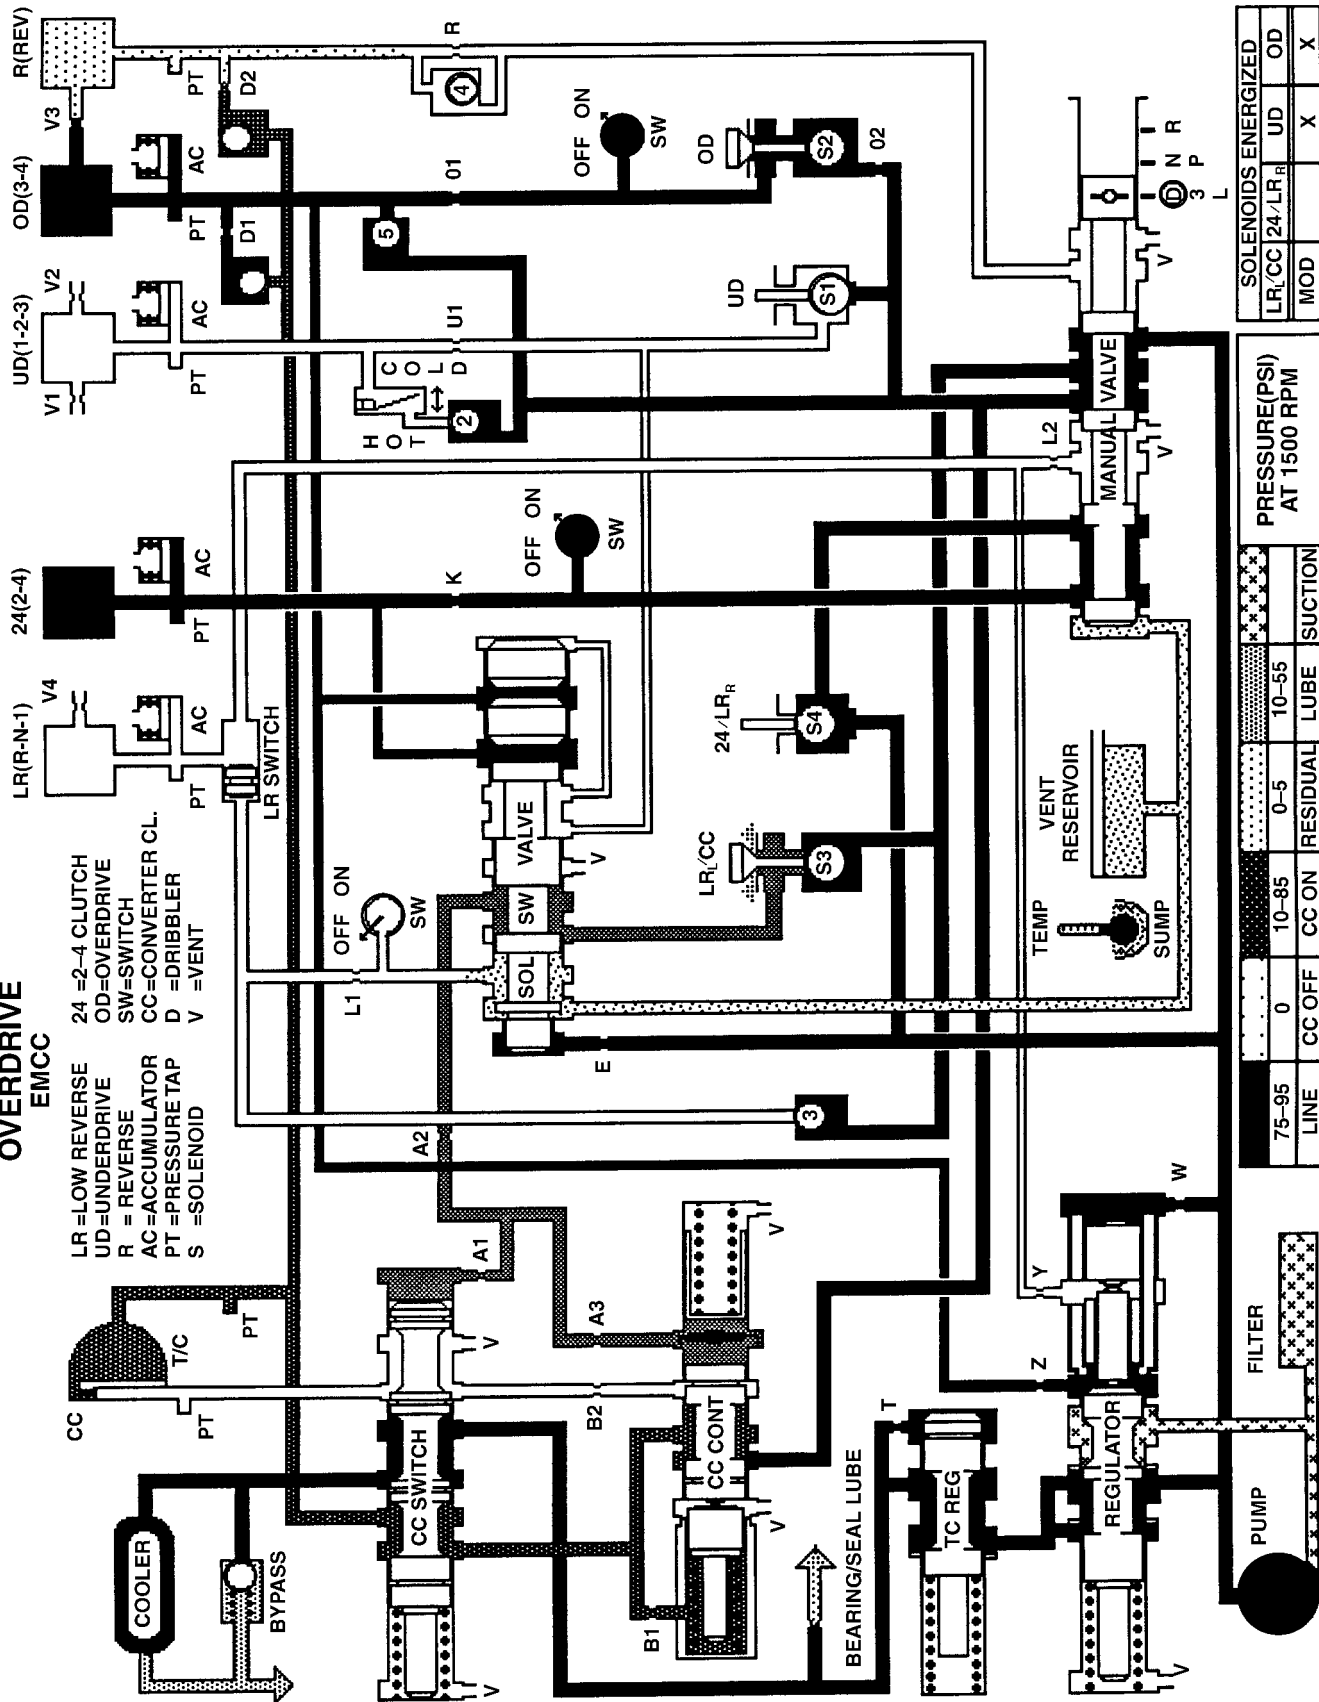 OVERDRIVE
EMCC
LR =LOW REVERSE
UD=UNDERDRIVE
R = REVERSE
AC=ACCUMULATOR
PT =PRESSURE TAP
S =SOLENOID
24 =2–4 CLUTCH
OD=OVERDRIVE
SW=SWITCH
CC=CONVERTER CL.
D =DRIBBLER
V =VENT
LR(R-N-1)
24(2-4)
UD(1-2-3)
OD(3-4)
R(REV)
V4
V1
V2
V3
PT
AC
PT
AC
PT
AC
PT
AC
PT
D1
D2
LR SWITCH
CC
T/C
PT
PT
COOLER
BYPASS
HOT
COLD
2
5
4
L1
K
U1
01
R
OFF ON
SW
OFF ON
SW
OFF ON
SW
A2
A1
A3
B2
B1
CC SWITCH
V
V
CC CONT
V
V
SOL
SW
VALVE
V
E
3
LRL/CC
S3
24/LRR
S4
UD
S1
OD
S2
02
BEARING/SEAL LUBE
T
TC REG
Z
Y
W
REGULATOR
V
TEMP
SUMP
VENT
RESERVOIR
L2
MANUAL VALVE
V
V
D N R
3 P
L
PUMP
FILTER
75–95
0
10–85
0–5
10–55
LINE
CC OFF
CC ON
RESIDUAL
LUBE
SUCTION
PRESSURE(PSI)
AT 1500 RPM
SOLENOIDS ENERGIZED
LRL/CC 24/LRR UD OD
MOD X X